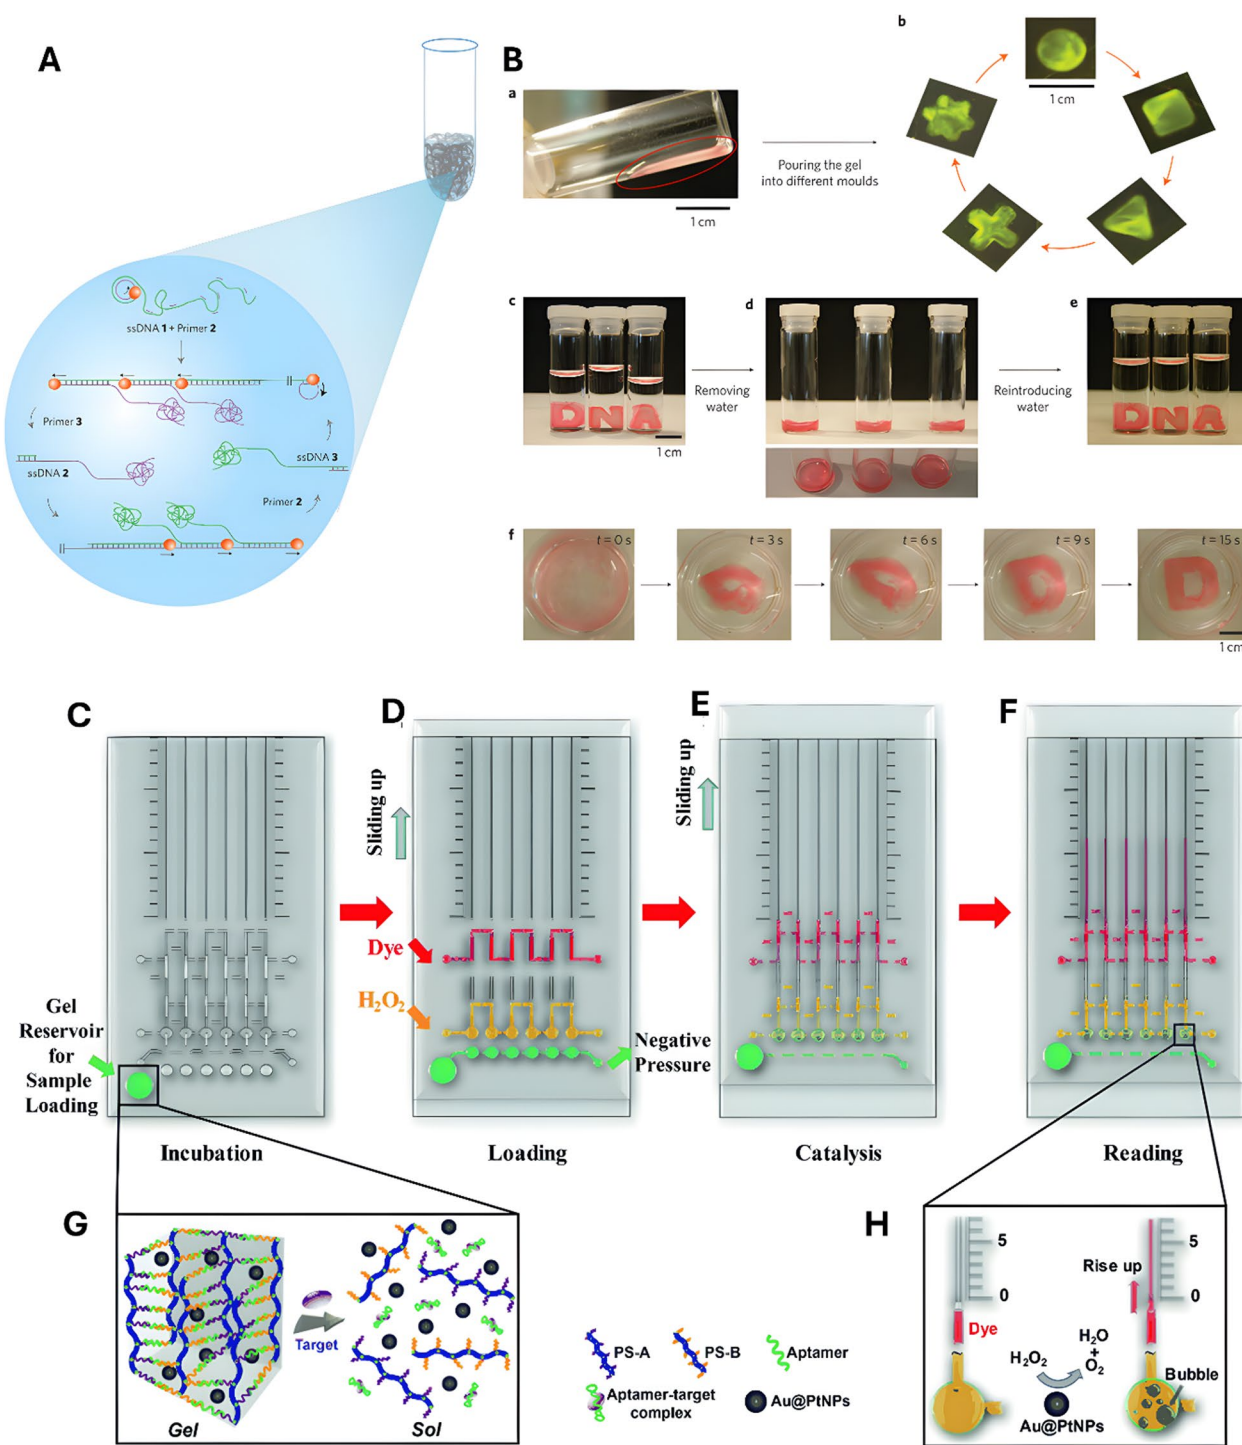 A
ssDNA 1 + Primer 2
Primer 3
ssDNA 2
ssDNA 3
Primer 2
B
a
1 cm
Pouring the gel
into different moulds
b
1 cm
c
1 cm
Removing
water
d
Reintroducing
water
e
f
t = 0 s
t = 3 s
t = 6 s
t = 9 s
t = 15 s
1 cm
C
Gel
Reservoir
for
Sample
Loading
Incubation
D
Sliding up
Dye
H₂O₂
Negative
Pressure
Loading
E
Sliding up
Catalysis
F
Reading
G
Target
Gel
Sol
PS-A
PS-B
Aptamer
Aptamer-target
complex
Au@PtNPs
H
5
0
Dye
Rise up
H₂O₂
H₂O
+
O₂
Au@PtNPs
5
0
Bubble